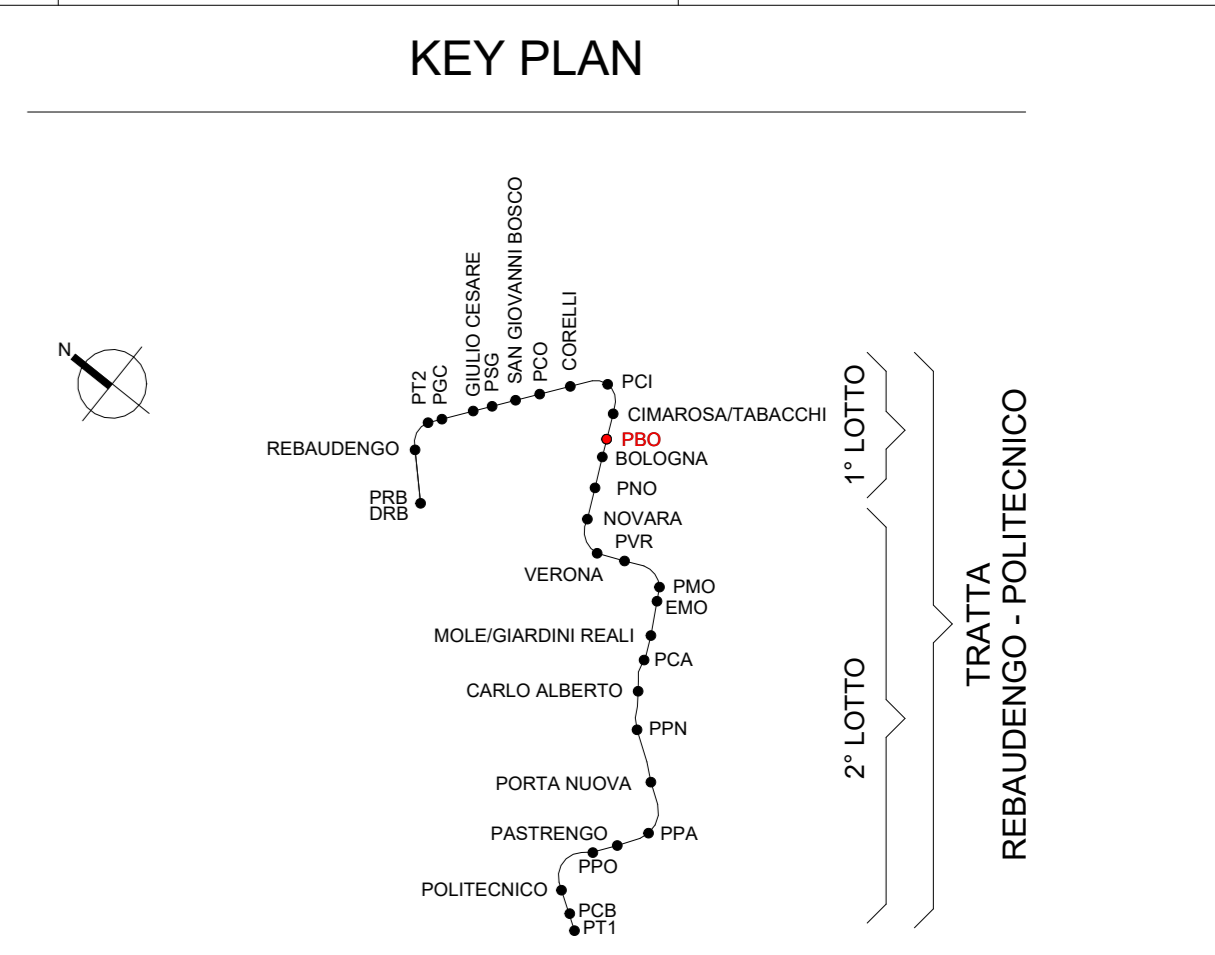 KEY PLAN
N
PT2
PGC
GIULIO CESARE
PSG
SAN GIOVANNI BOSCO
PCO
CORELLI
PCI
CIMAROSA/TABACCHI
REBAUDENGO
PBO
BOLOGNA
PRB
DRB
PNO
NOVARA
PVR
VERONA
PMO
EMO
MOLE/GIARDINI REALI
PCA
CARLO ALBERTO
PPN
PORTA NUOVA
PASTRENGO
PPA
PPO
POLITECNICO
PCB
PT1
1° LOTTO
2° LOTTO
TRATTA
REBAUDENGO - POLITECNICO